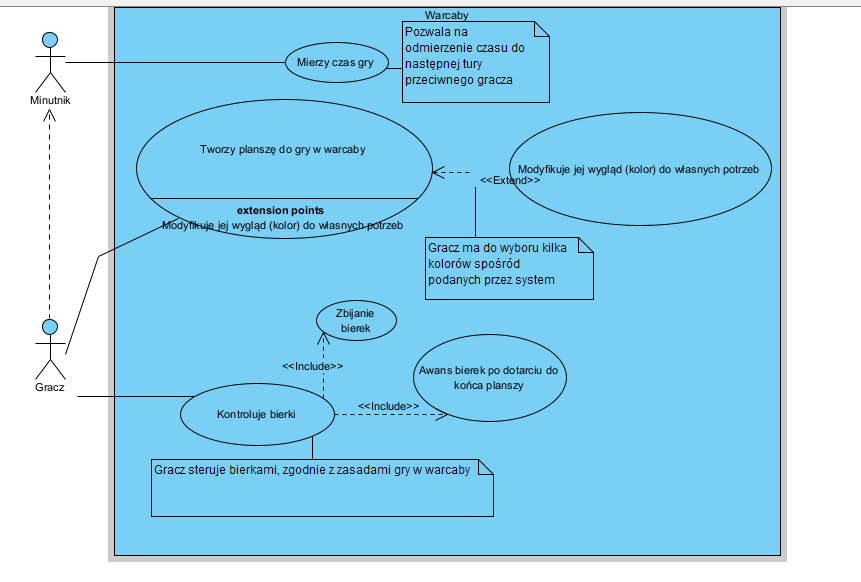 Warcaby
Pozwala na
odmierzenie czasu do
następnej tury
przeciwnego gracza
Mierzy czas gry
Minutnik
Tworzy planszę do gry w warcaby
extension points
Modyfikuje jej wygląd (kolor) do własnych potrzeb
<<Extend>>
Modyfikuje jej wygląd (kolor) do własnych potrzeb
Gracz ma do wyboru kilka
kolorów spośród
podanych przez system
Zbijanie
bierek
<<Include>>
Gracz
Awans bierek po dotarciu do
końca planszy
<<Include>>
Kontroluje bierki
Gracz steruje bierkami, zgodnie z zasadami gry w warcaby